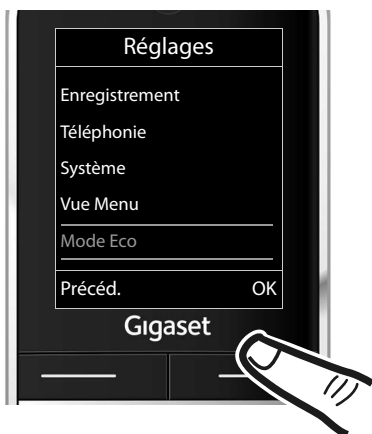 Réglages
Enregistrement
Téléphonie
Système
Vue Menu
Mode Eco
Précéd. OK
Gigaset